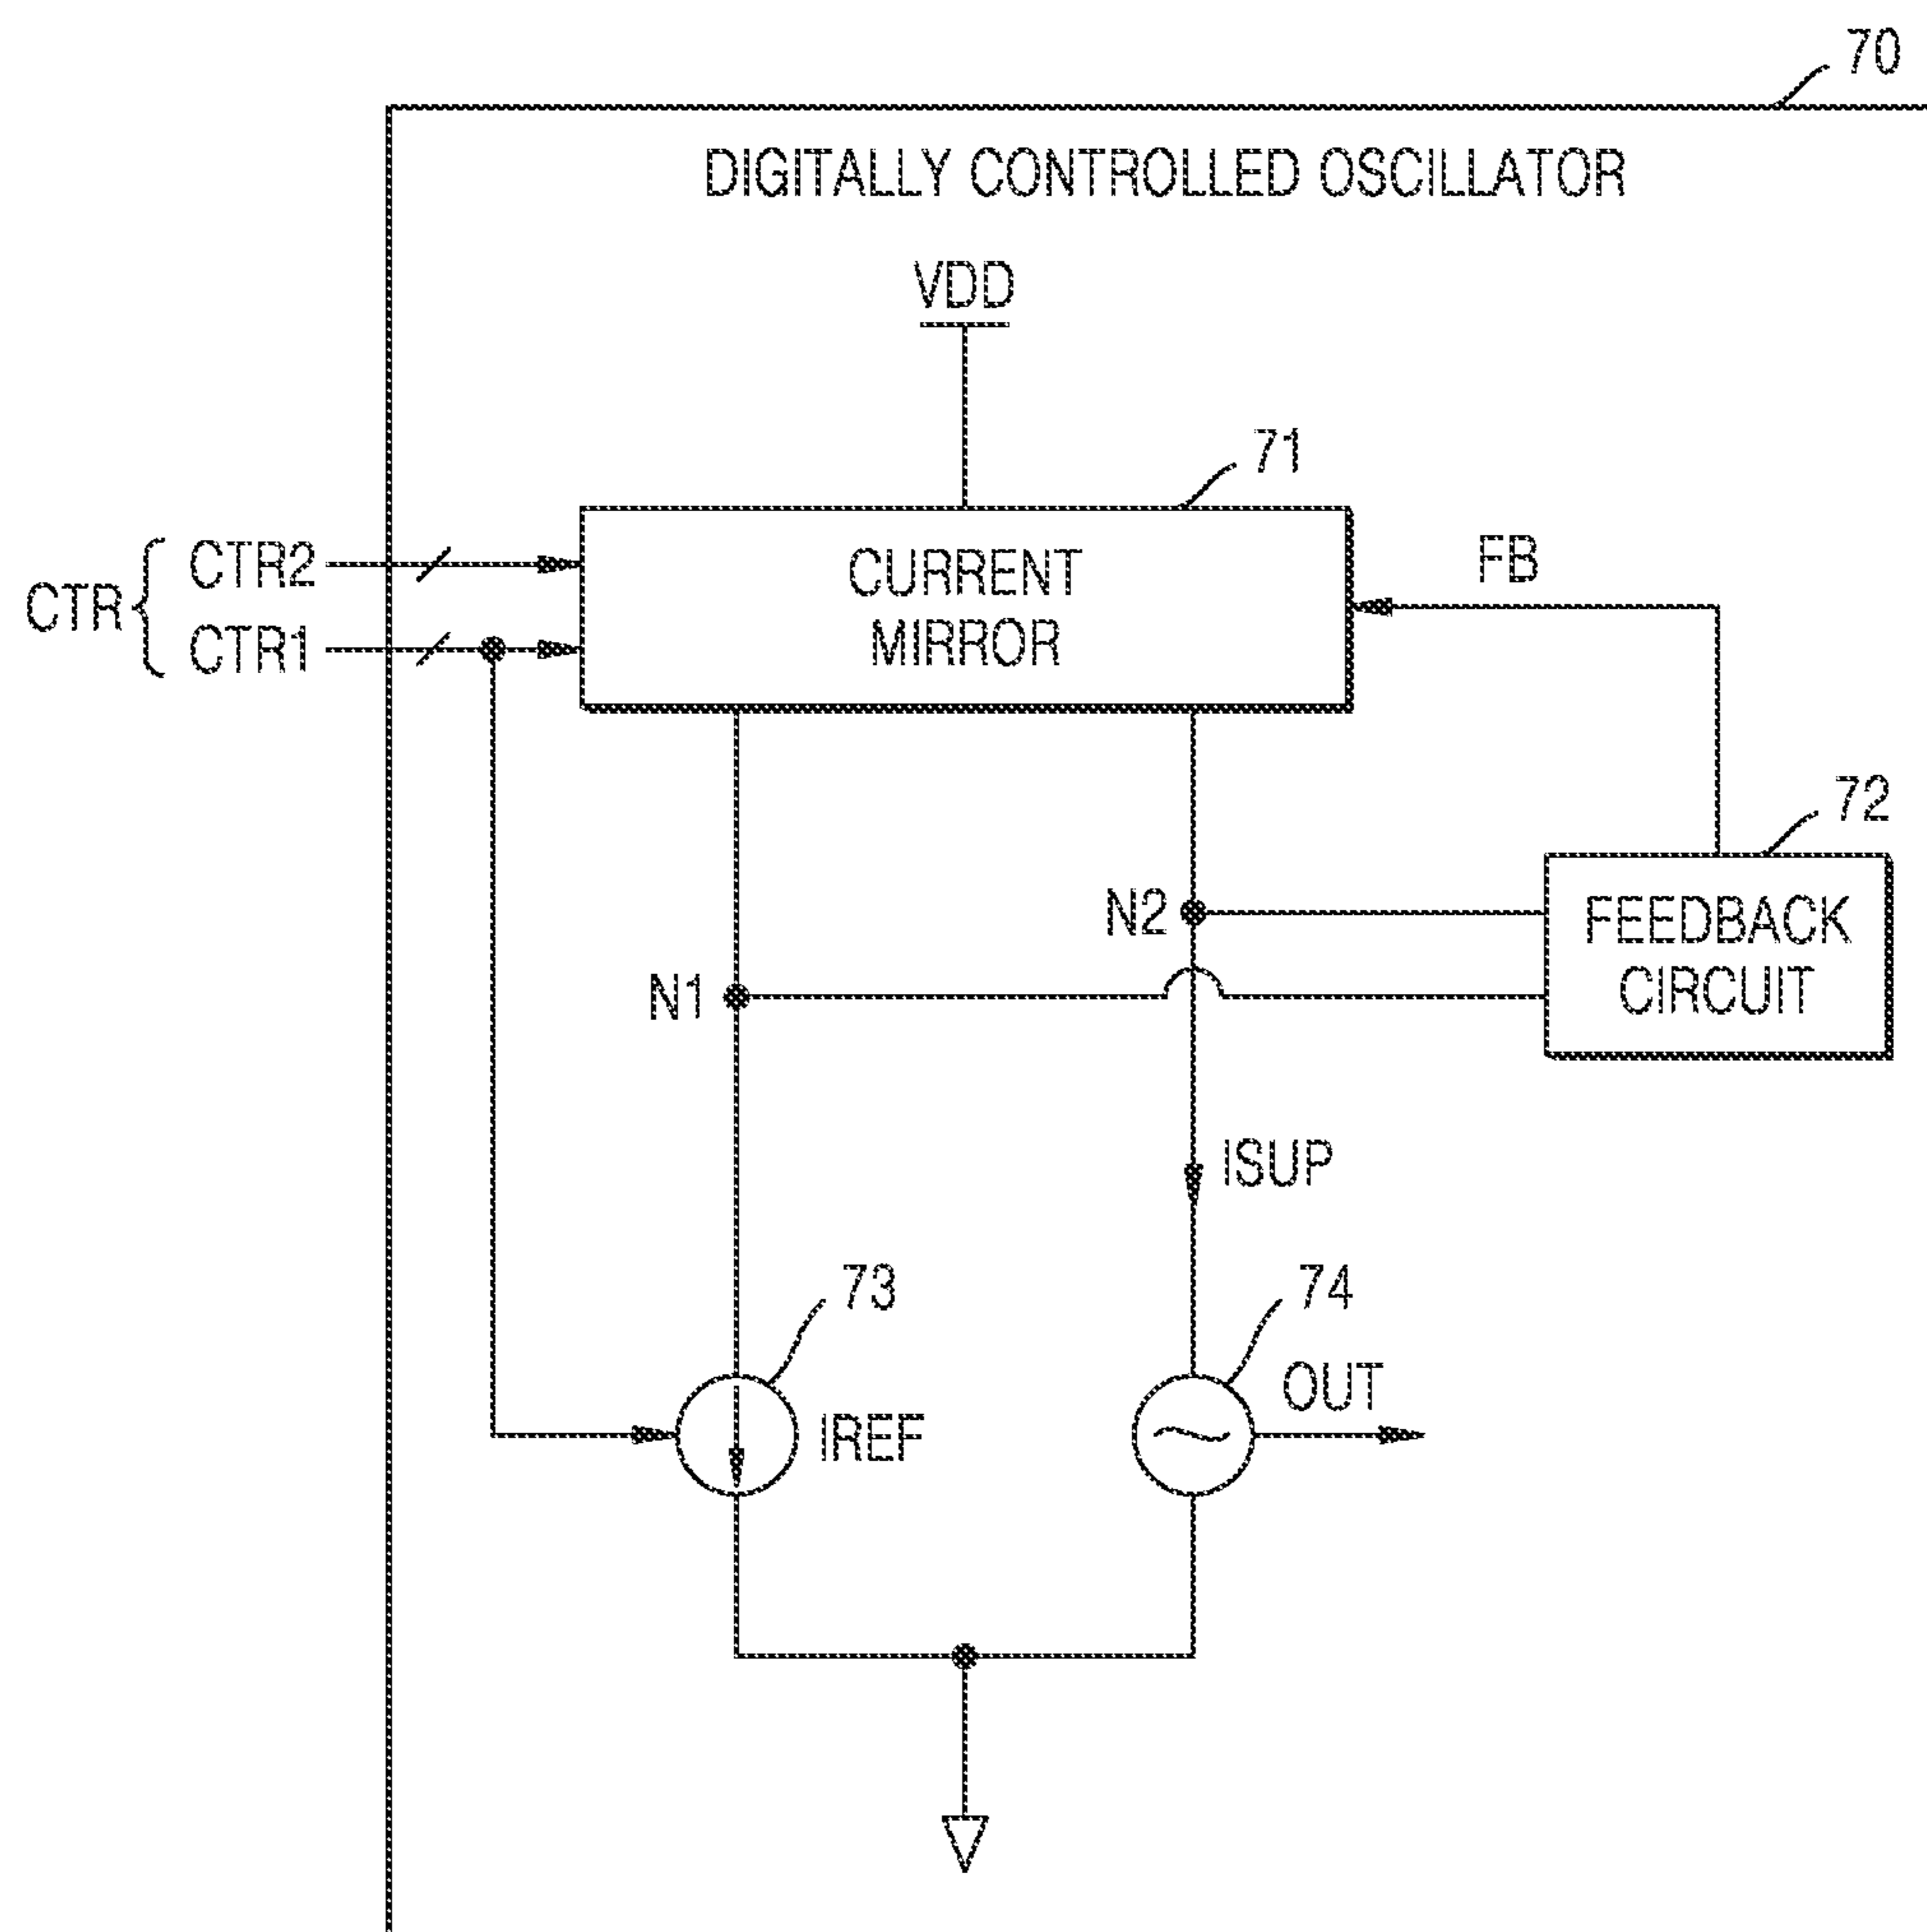 70
DIGITALLY CONTROLLED OSCILLATOR
VDD
71
CTR2
CTR
CTR1
CURRENT
MIRROR
FB
72
N2
FEEDBACK
CIRCUIT
N1
ISUP
73
74
OUT
IREF